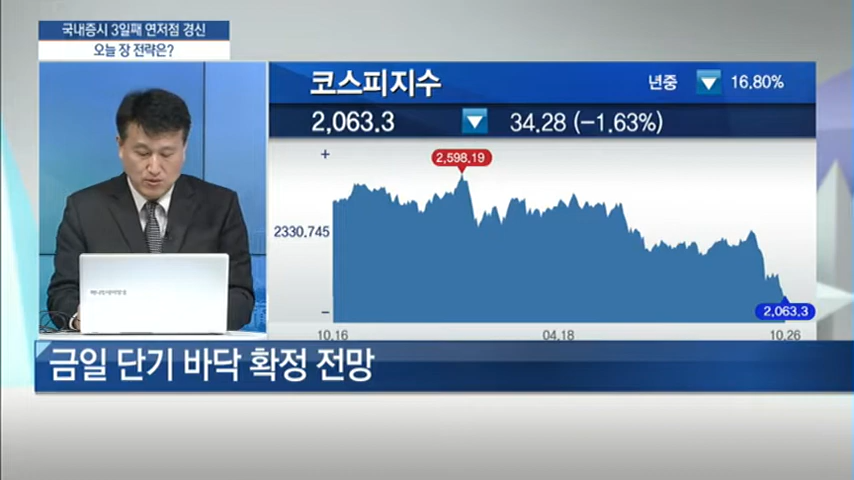 국내증시 3일째 연저점 경신
오늘 장 전략은?
코스피지수
년중 ▼ 16.80%
2,063.3 ▼ 34.28 (−1.63%)
+
2,598.19
2330.745
−
2,063.3
10.16 04.18 10.26
금일 단기 바닥 확정 전망